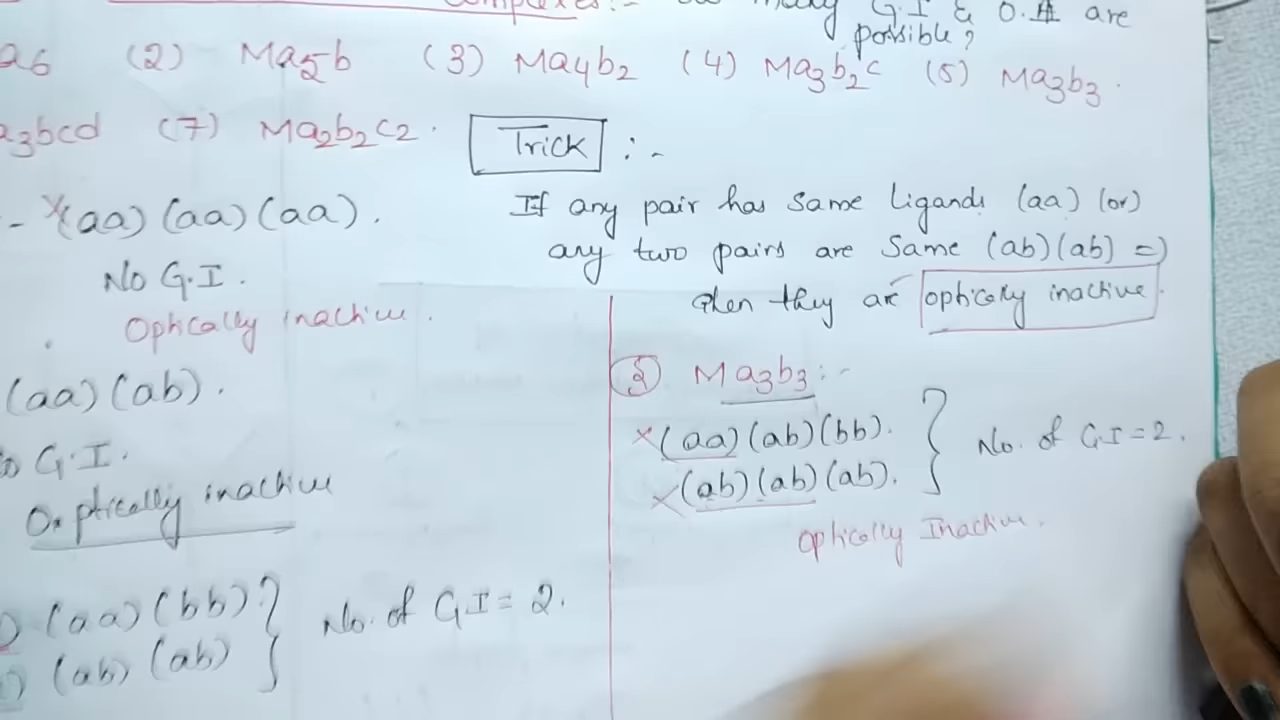 complexes:- many G.I & O.I are
possible?
a6 (2) Ma5b (3) Ma4b2 (4) Ma3b2c (5) Ma3b3.
a3bcd (7) Ma2b2c2. Trick :-
- x(aa)(aa)(aa).
No G.I.
Optically inactive.
If any pair has same ligands (aa) (or)
any two pairs are same (ab)(ab) =)
then they are optically inactive.
(aa)(ab).
G.I.
Optically inactive
(aa)(bb)
(ab)(ab)
} No. of G.I = 2.
Ma3b3:-
x(aa)(ab)(bb).
x(ab)(ab)(ab).
} No. of G.I = 2.
Optically Inactive.